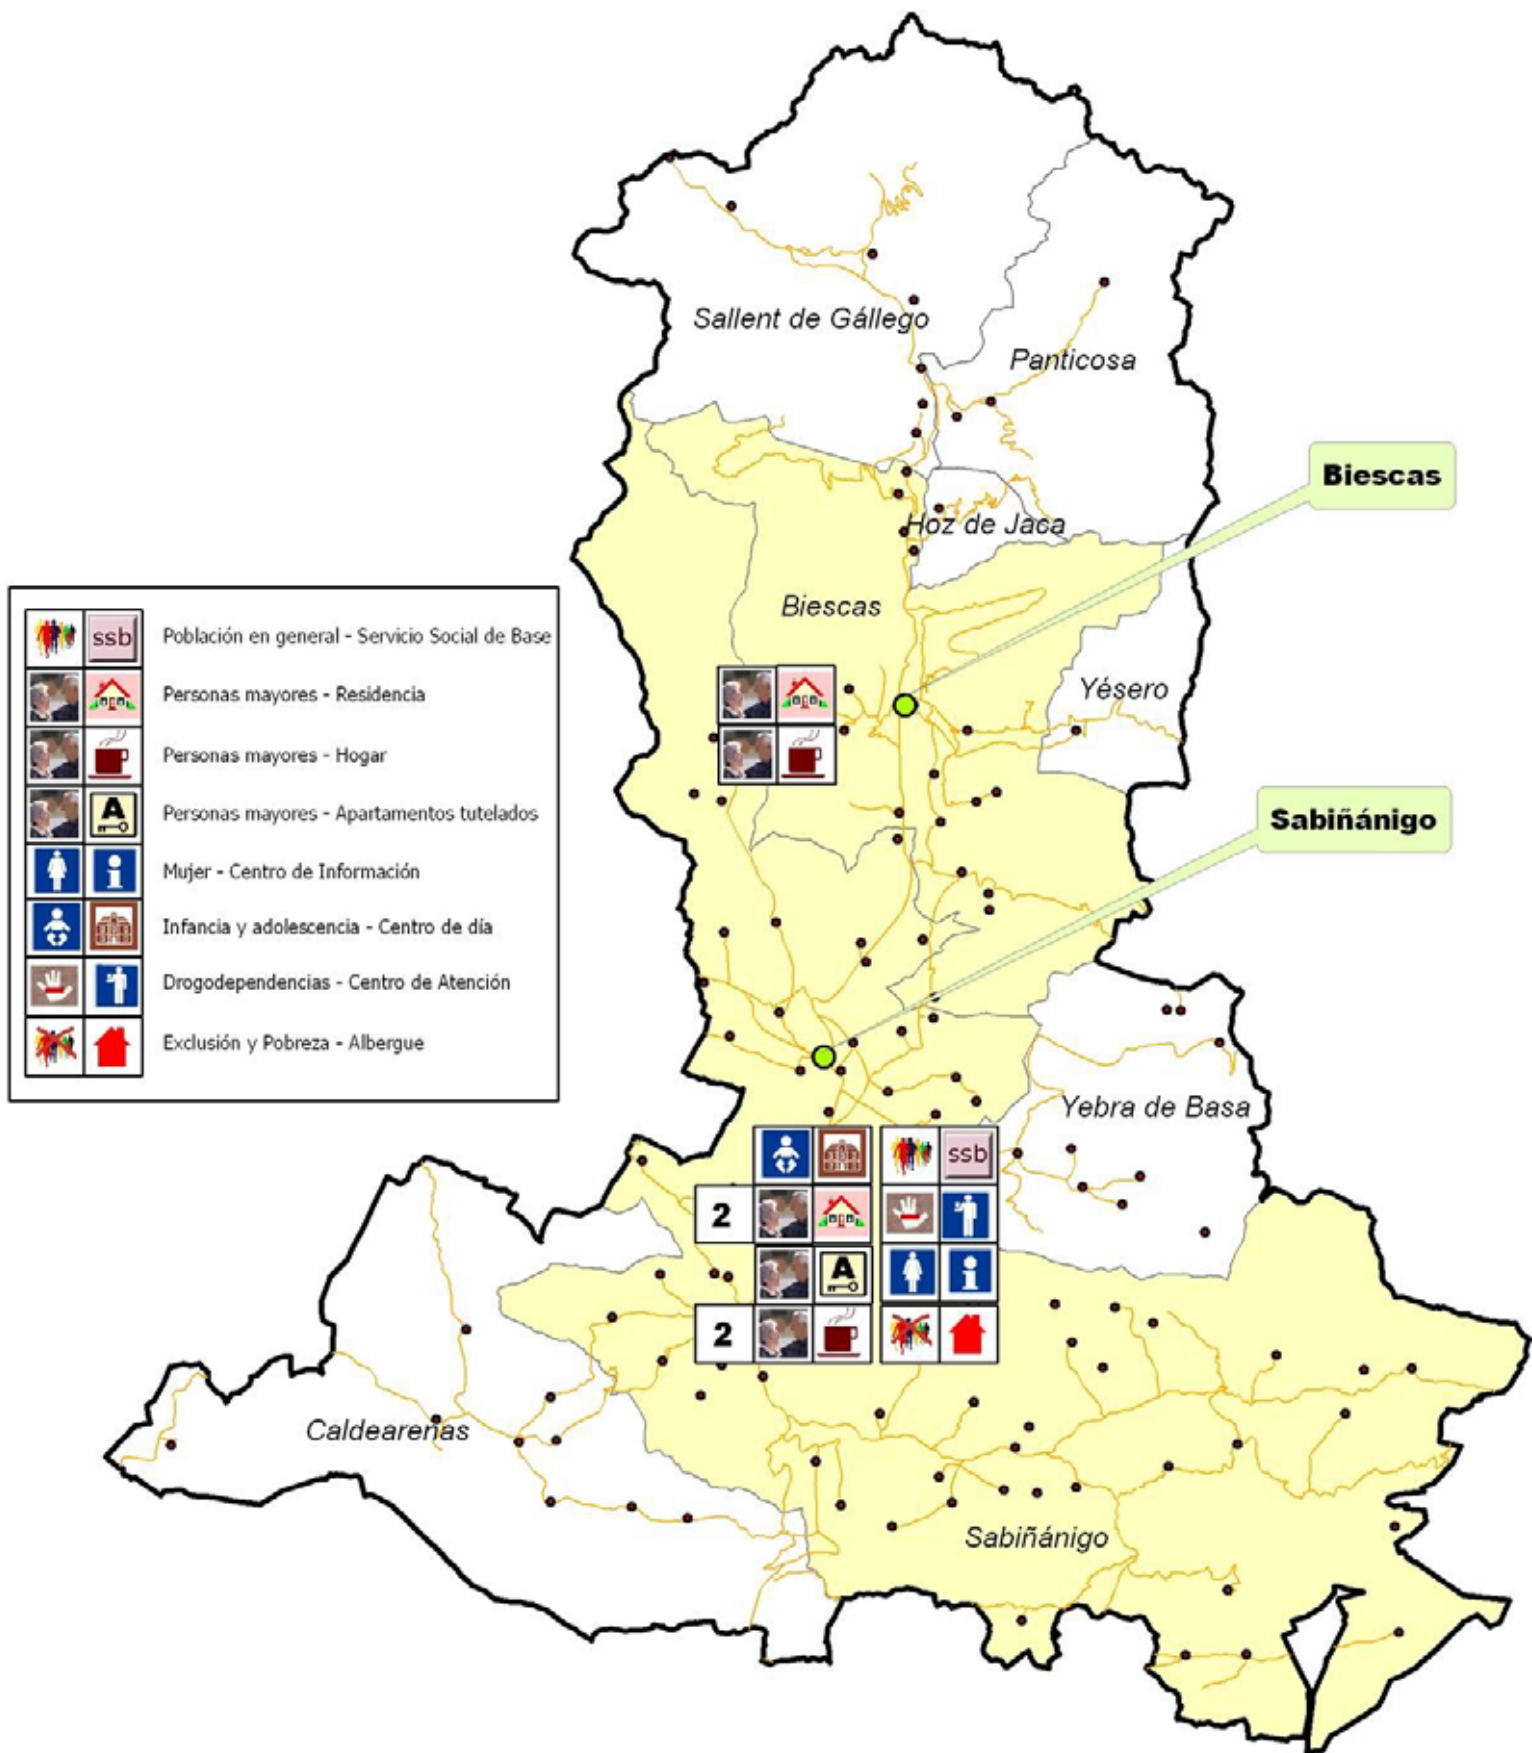 Sallent de Gállego
Panticosa
Biescas
Hoz de Jaca
Biescas
Yésero
Sabiñánigo
ssb Población en general - Servicio Social de Base
Personas mayores - Residencia
Personas mayores - Hogar
A Personas mayores - Apartamentos tutelados
i Mujer - Centro de Información
Infancia y adolescencia - Centro de día
Drogodependencias - Centro de Atención
Exclusión y Pobreza - Albergue
Yebra de Basa
ssb
2
A i
2
Caldearenas
Sabiñánigo